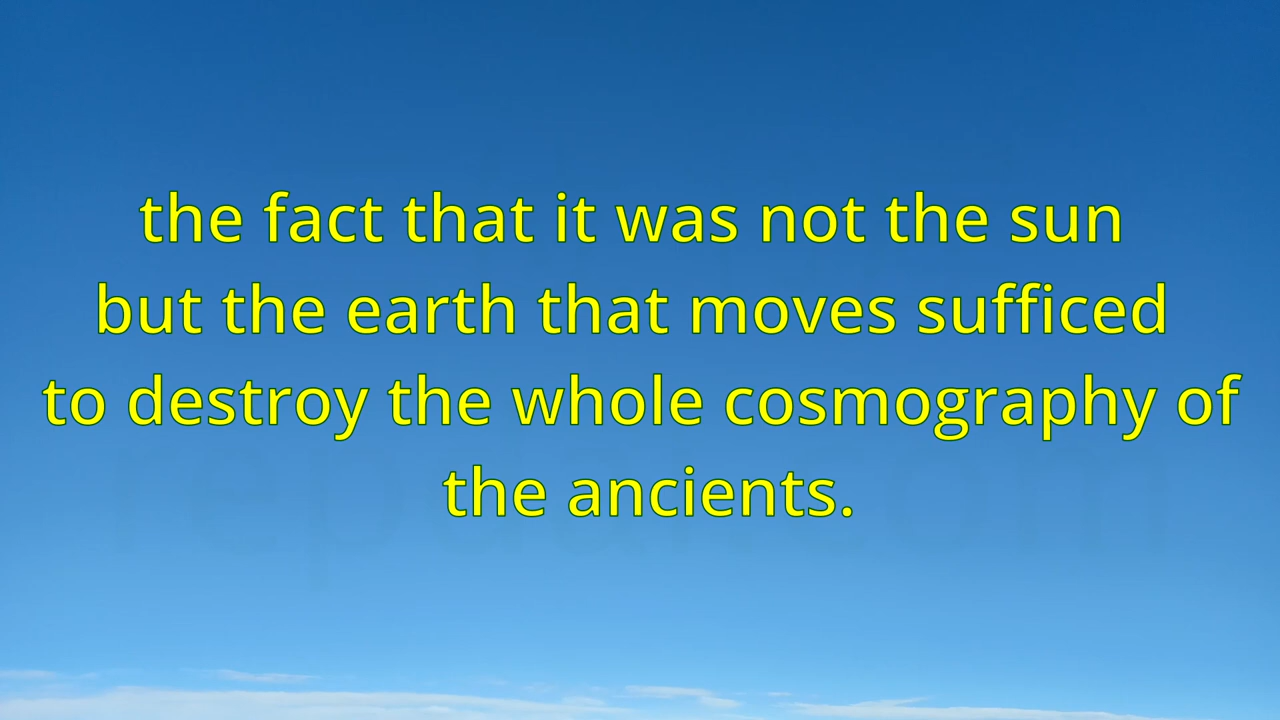 the fact that it was not the sun
but the earth that moves sufficed
to destroy the whole cosmography of
the ancients.